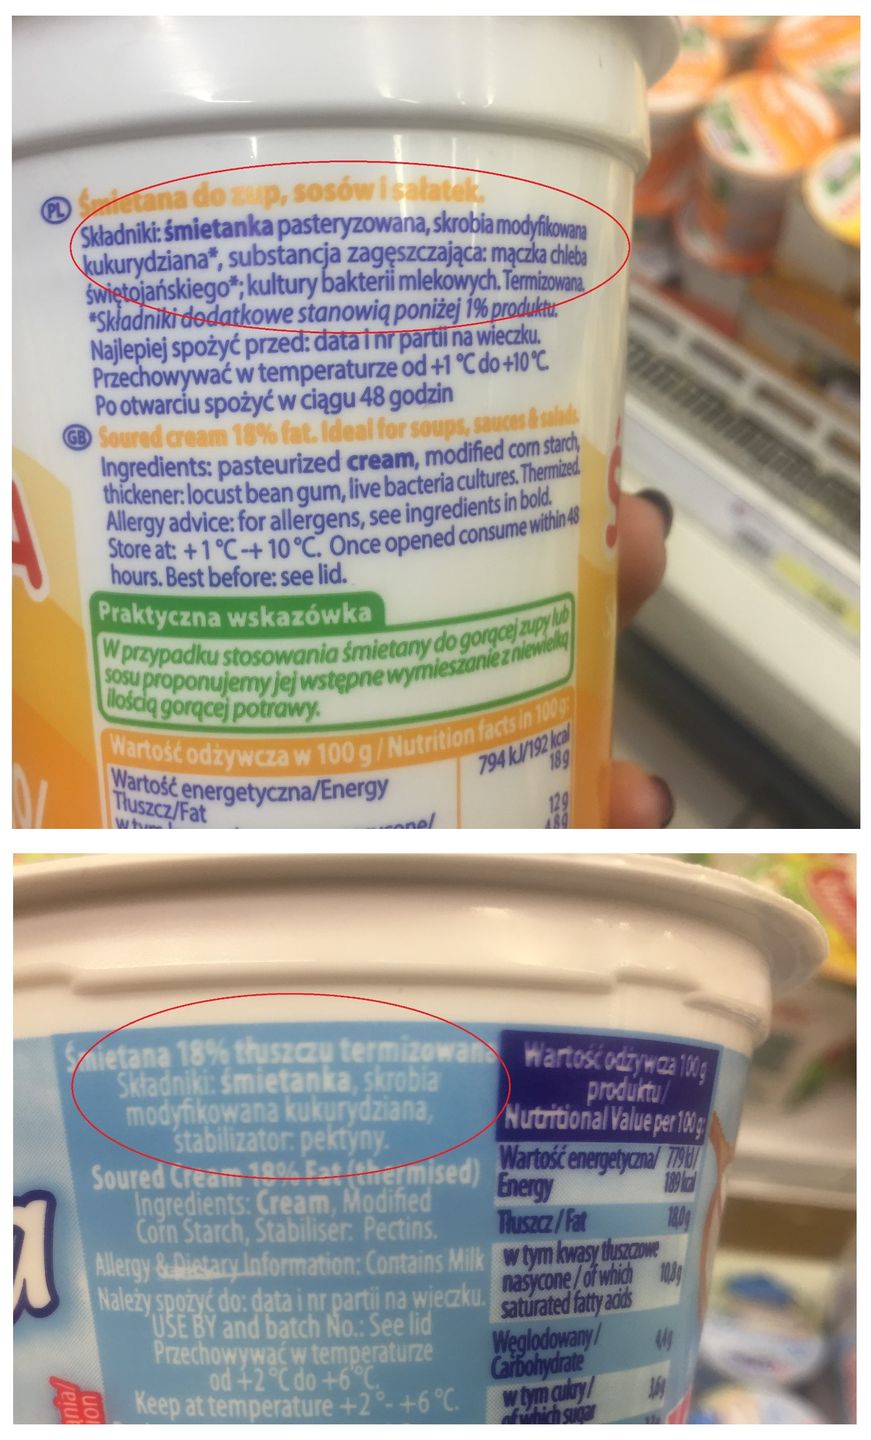 PL Śmietana do zup, sosów i sałatek.
Składniki: śmietanka pasteryzowana, skrobia modyfikowana
kukurydziana*, substancja zagęszczająca: mączka chleba
świętojańskiego*; kultury bakterii mlekowych. Termizowana.
*Składniki dodatkowe stanowią poniżej 1% produktu.
Najlepiej spożyć przed: data i nr partii na wieczku.
Przechowywać w temperaturze od +1 °C do +10 °C.
Po otwarciu spożyć w ciągu 48 godzin
GB Soured cream 18% fat. Ideal for soups, sauces & salads.
Ingredients: pasteurized cream, modified corn starch,
thickener: locust bean gum, live bacteria cultures. Thermized.
Allergy advice: for allergens, see ingredients in bold.
Store at: + 1 °C -+ 10 °C. Once opened consume within 48
hours. Best before: see lid.
Praktyczna wskazówka
W przypadku stosowania śmietany do gorącej zupy lub
sosu proponujemy jej wstępne wymieszanie z niewielką
ilością gorącej potrawy.
Wartość odżywcza w 100 g / Nutrition facts in 100 g:
Wartość energetyczna/Energy 794 kJ/192 kcal
Tłuszcz/Fat 18 g
w tym 12 g
4.8 g
Śmietana 18% tłuszczu termizowana
Składniki: śmietanka, skrobia
modyfikowana kukurydziana,
stabilizator: pektyny.
Soured Cream 18% Fat (thermised)
Ingredients: Cream, Modified
Corn Starch, Stabiliser: Pectins.
Allergy & Dietary Information: Contains Milk
Należy spożyć do: data i nr partii na wieczku.
USE BY and batch No.: See lid
Przechowywać w temperaturze
od +2 °C do +6 °C.
Keep at temperature +2 °- +6 °C.
Wartość odżywcza 100 g
produktu/
Nutritional Value per 100 g:
Wartość energetyczna/ 779 kJ/
Energy 189 kcal
Tłuszcz / Fat 18,0 g
w tym kwasy tłuszczowe
nasycone / of which 10,8 g
saturated fatty acids
Węglodowany / 4,4 g
Carbohydrate
w tym cukry / 3,6 g
of which sugar